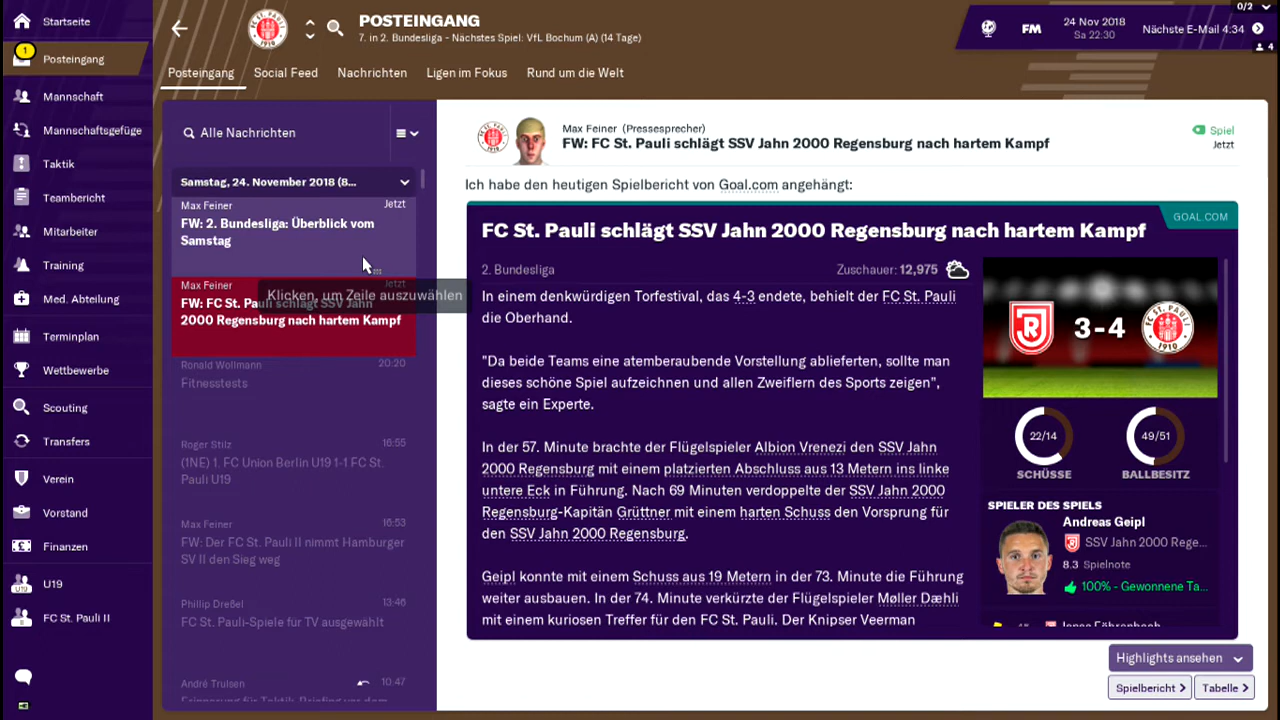 Startseite
Posteingang
1
Mannschaft
Mannschaftsgefüge
Taktik
Teambericht
Mitarbeiter
Training
Med. Abteilung
Terminplan
Wettbewerbe
Scouting
Transfers
Verein
Vorstand
Finanzen
U19
FC St. Pauli II
POSTEINGANG
7. in 2. Bundesliga - Nächstes Spiel: VfL Bochum (A) (14 Tage)
0/2
24 Nov 2018
Sa 22:30
FM
Nächste E-Mail 4:34
4
Posteingang
Social Feed
Nachrichten
Ligen im Fokus
Rund um die Welt
Alle Nachrichten
Samstag, 24. November 2018 (8...
Max Feiner
Jetzt
FW: 2. Bundesliga: Überblick vom
Samstag
Max Feiner
Jetzt
FW: FC St. Pauli schlägt SSV Jahn
2000 Regensburg nach hartem Kampf
Klicken, um Zeile auszuwählen
Ronald Wollmann
20:20
Fitnesstests
Roger Stilz
16:55
(1NE) 1. FC Union Berlin U19 1-1 FC St.
Pauli U19
Max Feiner
16:53
FW: Der FC St. Pauli II nimmt Hamburger
SV II den Sieg weg
Phillip Dreßel
13:46
FC St. Pauli-Spiele für TV ausgewählt
André Trulsen
10:47
Erinnerung für Taktik-Briefing vor dem
Max Feiner (Pressesprecher)
FW: FC St. Pauli schlägt SSV Jahn 2000 Regensburg nach hartem Kampf
Spiel
Jetzt
Ich habe den heutigen Spielbericht von Goal.com angehängt:
GOAL.COM
FC St. Pauli schlägt SSV Jahn 2000 Regensburg nach hartem Kampf
2. Bundesliga
Zuschauer: 12,975
In einem denkwürdigen Torfestival, das 4-3 endete, behielt der FC St. Pauli
die Oberhand.
"Da beide Teams eine atemberaubende Vorstellung ablieferten, sollte man
dieses schöne Spiel aufzeichnen und allen Zweiflern des Sports zeigen",
sagte ein Experte.
In der 57. Minute brachte der Flügelspieler Albion Vrenezi den SSV Jahn
2000 Regensburg mit einem platzierten Abschluss aus 13 Metern ins linke
untere Eck in Führung. Nach 69 Minuten verdoppelte der SSV Jahn 2000
Regensburg-Kapitän Grüttner mit einem harten Schuss den Vorsprung für
den SSV Jahn 2000 Regensburg.
Geipl konnte mit einem Schuss aus 19 Metern in der 73. Minute die Führung
weiter ausbauen. In der 74. Minute verkürzte der Flügelspieler Møller Dæhli
mit einem kuriosen Treffer für den FC St. Pauli. Der Knipser Veerman
3-4
FC ST. PAULI
1910
22/14
SCHÜSSE
49/51
BALLBESITZ
SPIELER DES SPIELS
Andreas Geipl
SSV Jahn 2000 Rege...
8.3 Spielnote
100% - Gewonnene Ta...
Highlights ansehen
Spielbericht
Tabelle